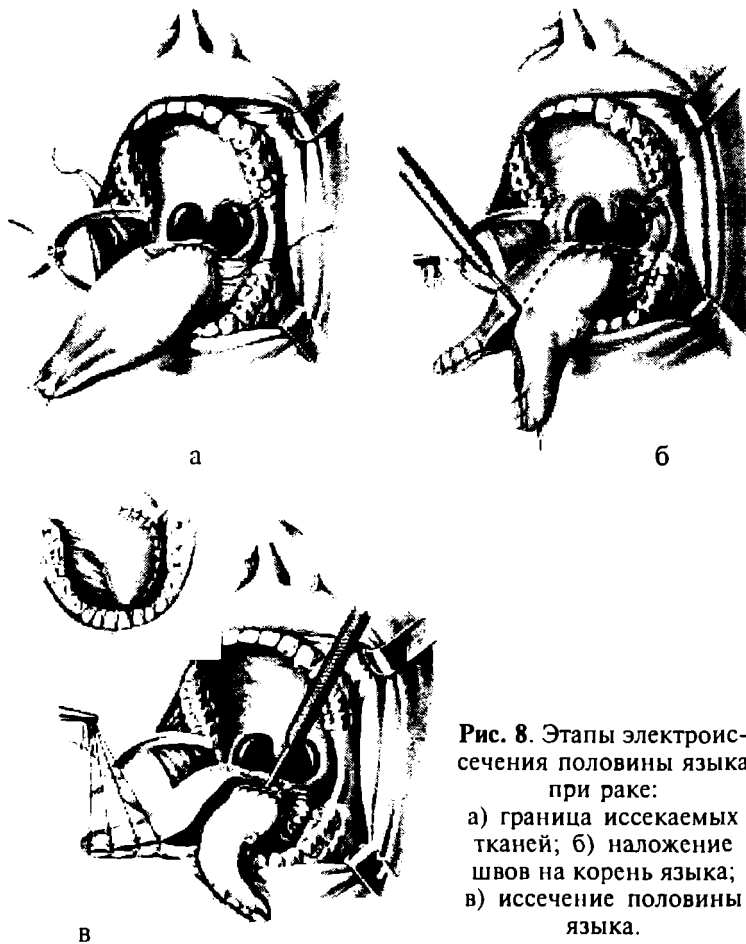 а
б
в
Рис. 8. Этапы электроис-
сечения половины языка
при раке:
а) граница иссекаемых
тканей; б) наложение
швов на корень языка;
в) иссечение половины
языка.